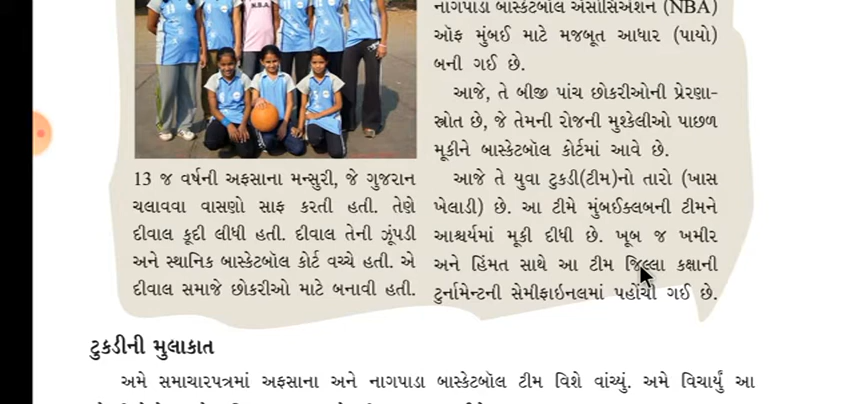 N.B.A.
13 જ વર્ષની અફસાના મન્સુરી, જે ગુજરાન
ચલાવવા વાસણો સાફ કરતી હતી. તેણે
દીવાલ કૂદી લીધી હતી. દીવાલ તેની ઝૂંપડી
અને સ્થાનિક બાસ્કેટબૉલ કોર્ટ વચ્ચે હતી. એ
દીવાલ સમાજે છોકરીઓ માટે બનાવી હતી.
નાગપાડા બાસ્કેટબૉલ ઍસોસિએશન (NBA)
ઑફ મુંબઈ માટે મજબૂત આધાર (પાયો)
બની ગઈ છે.
આજે, તે બીજી પાંચ છોકરીઓની પ્રેરણા-
સ્રોત છે, જે તેમની રોજની મુશ્કેલીઓ પાછળ
મૂકીને બાસ્કેટબૉલ કોર્ટમાં આવે છે.
આજે તે યુવા ટુકડી(ટીમ)નો તારો (ખાસ
ખેલાડી) છે. આ ટીમે મુંબઈક્લબની ટીમને
આશ્ચર્યમાં મૂકી દીધી છે. ખૂબ જ ખમીર
અને હિંમત સાથે આ ટીમ જિલ્લા કક્ષાની
ટુર્નામેન્ટની સેમીફાઇનલમાં પહોંચી ગઈ છે.
ટુકડીની મુલાકાત
અમે સમાચારપત્રમાં અફસાના અને નાગપાડા બાસ્કેટબૉલ ટીમ વિશે વાંચ્યું. અમે વિચાર્યું આ